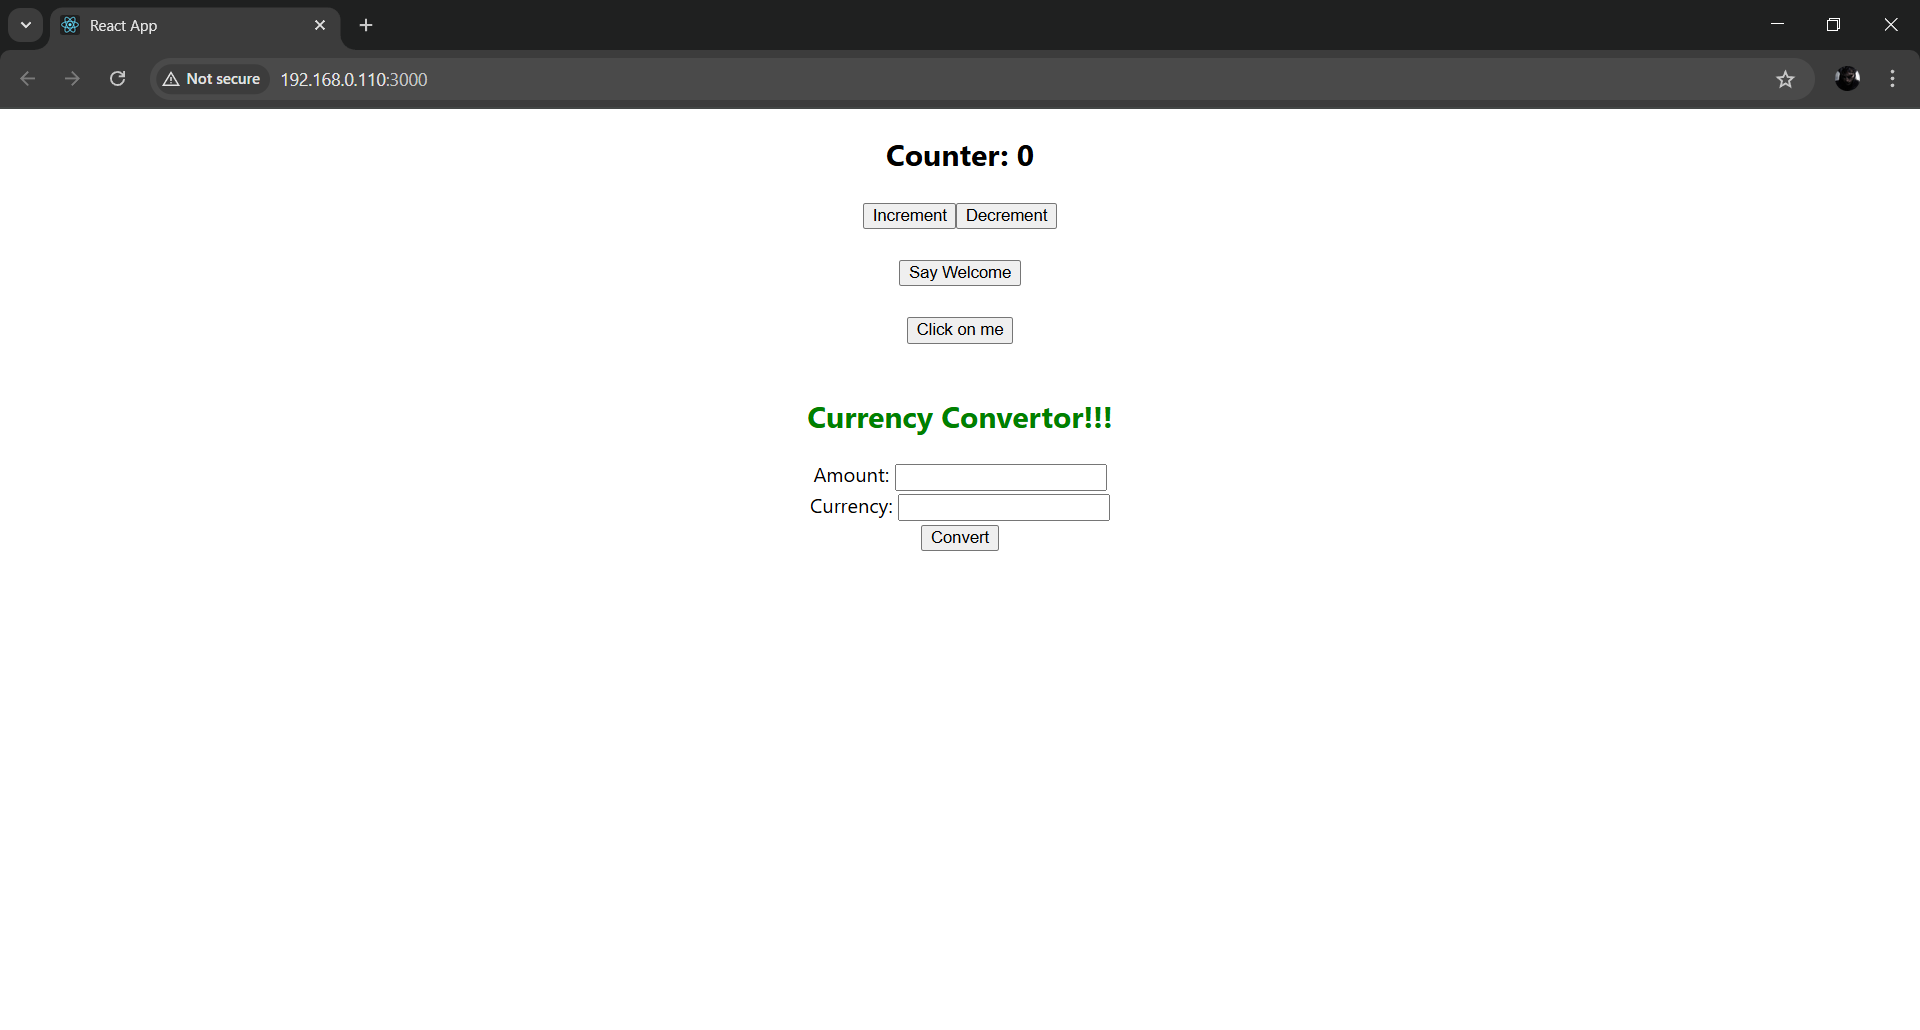 React App
Not secure 192.168.0.110:3000
Counter: 0
Increment Decrement
Say Welcome
Click on me
Currency Convertor!!!
Amount:
Currency:
Convert